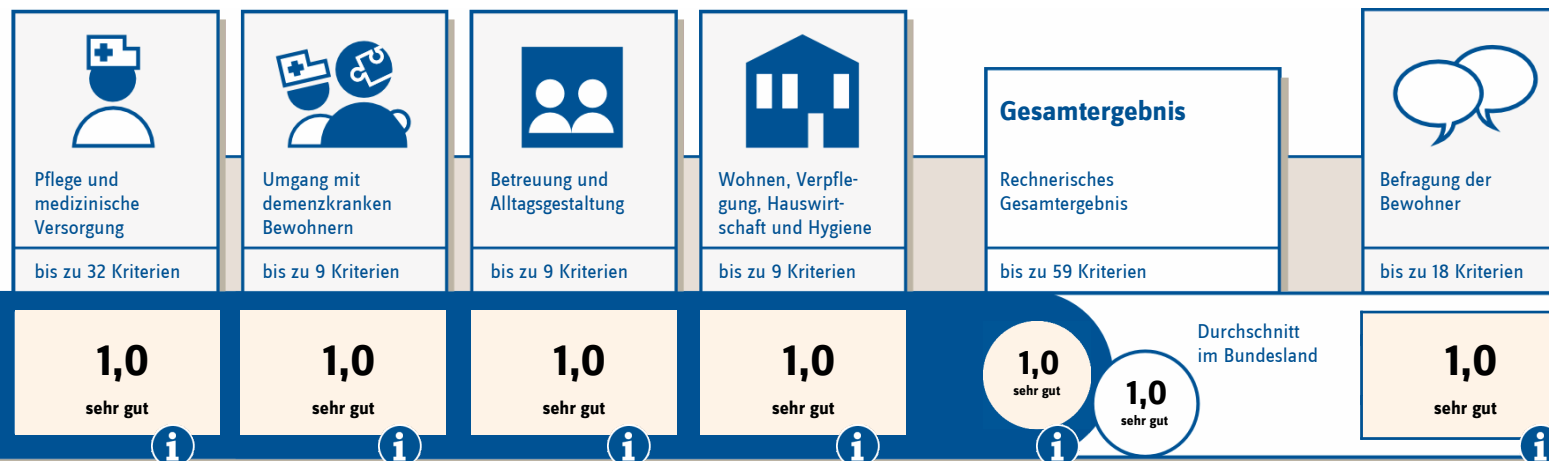 Pflege und
medizinische
Versorgung
bis zu 32 Kriterien
1,0
sehr gut
i
Umgang mit
demenzkranken
Bewohnern
bis zu 9 Kriterien
1,0
sehr gut
i
Betreuung und
Alltagsgestaltung
bis zu 9 Kriterien
1,0
sehr gut
i
Wohnen, Verpfle-
gung, Hauswirt-
schaft und Hygiene
bis zu 9 Kriterien
1,0
sehr gut
i
Gesamtergebnis
Rechnerisches
Gesamtergebnis
bis zu 59 Kriterien
1,0
sehr gut
i
Durchschnitt
im Bundesland
1,0
sehr gut
Befragung der
Bewohner
bis zu 18 Kriterien
1,0
sehr gut
i